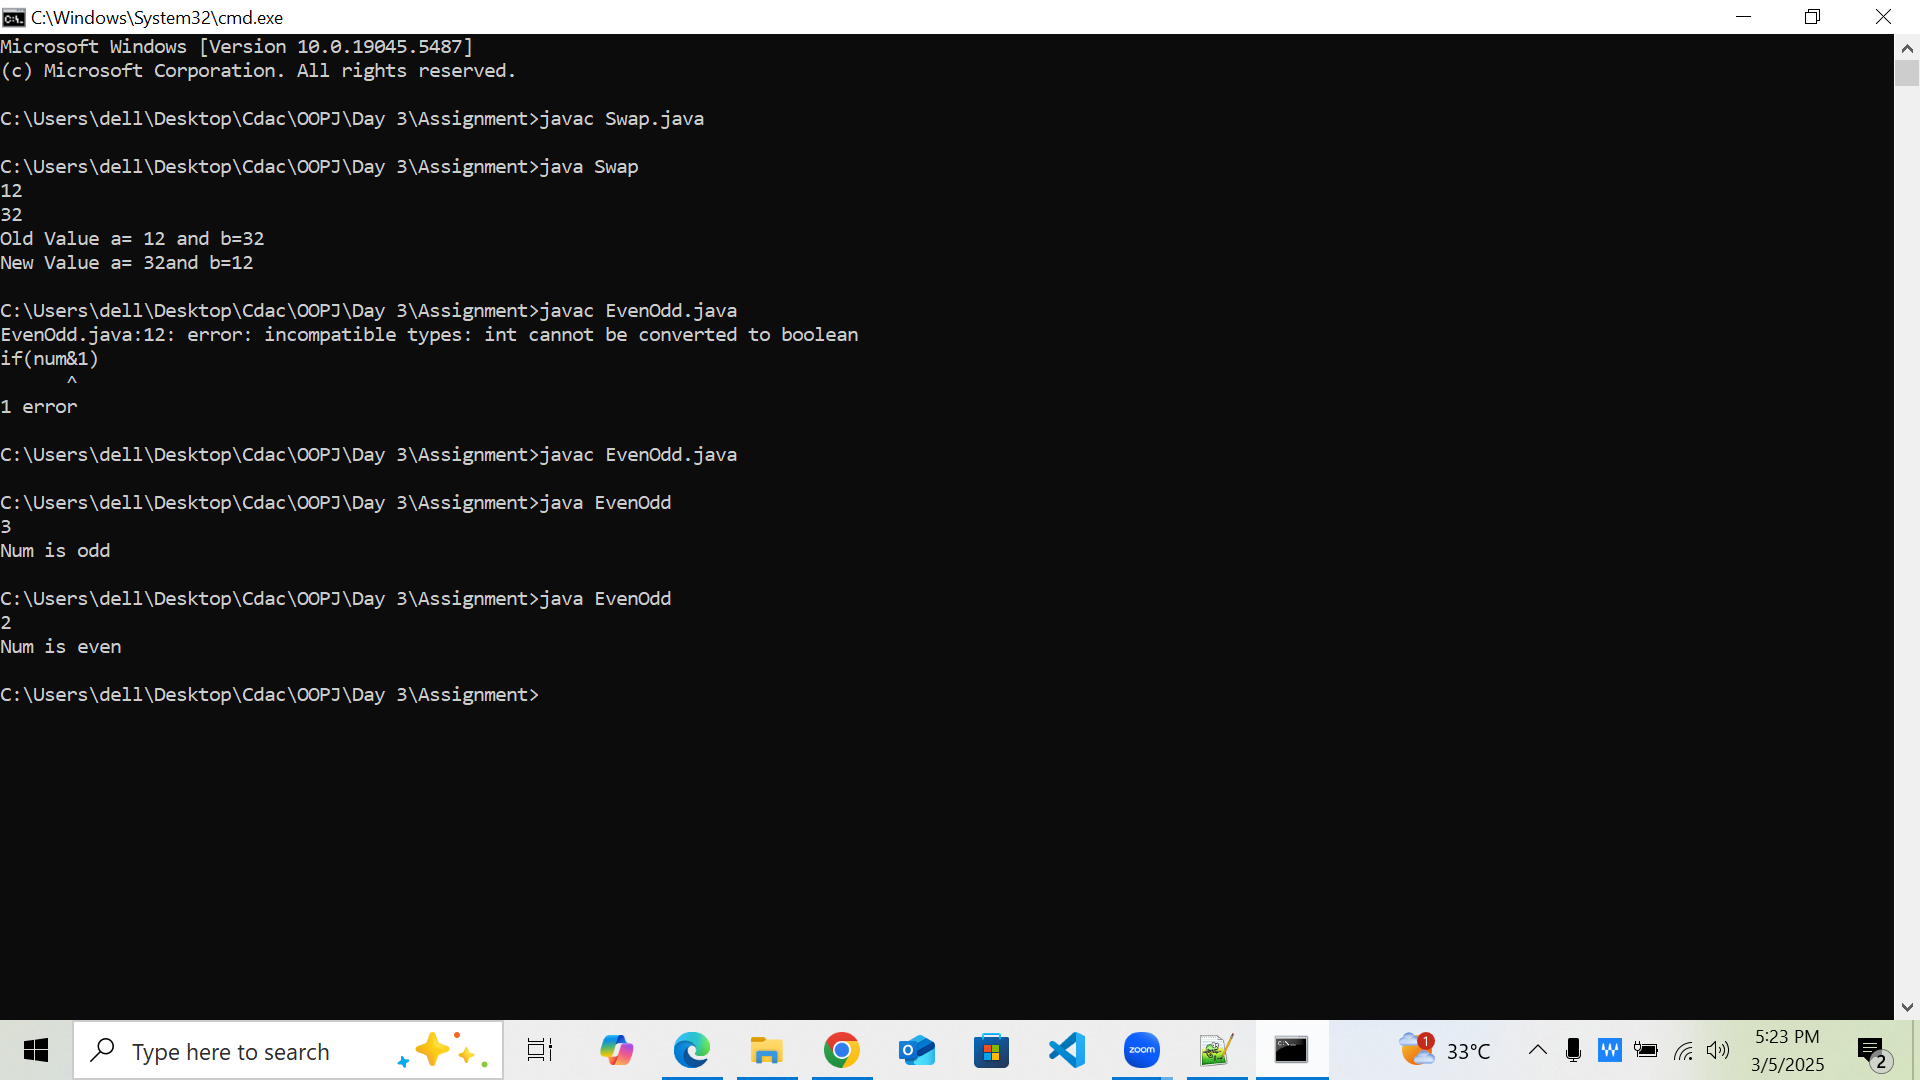 C:\Windows\System32\cmd.exe
Microsoft Windows [Version 10.0.19045.5487]
(c) Microsoft Corporation. All rights reserved.
C:\Users\dell\Desktop\Cdac\OOPJ\Day 3\Assignment>javac Swap.java
C:\Users\dell\Desktop\Cdac\OOPJ\Day 3\Assignment>java Swap
12
32
Old Value a= 12 and b=32
New Value a= 32and b=12
C:\Users\dell\Desktop\Cdac\OOPJ\Day 3\Assignment>javac EvenOdd.java
EvenOdd.java:12: error: incompatible types: int cannot be converted to boolean
if(num&1)
^
1 error
C:\Users\dell\Desktop\Cdac\OOPJ\Day 3\Assignment>javac EvenOdd.java
C:\Users\dell\Desktop\Cdac\OOPJ\Day 3\Assignment>java EvenOdd
3
Num is odd
C:\Users\dell\Desktop\Cdac\OOPJ\Day 3\Assignment>java EvenOdd
2
Num is even
C:\Users\dell\Desktop\Cdac\OOPJ\Day 3\Assignment>
Type here to search
zoom
1
33°C
5:23 PM
3/5/2025
2